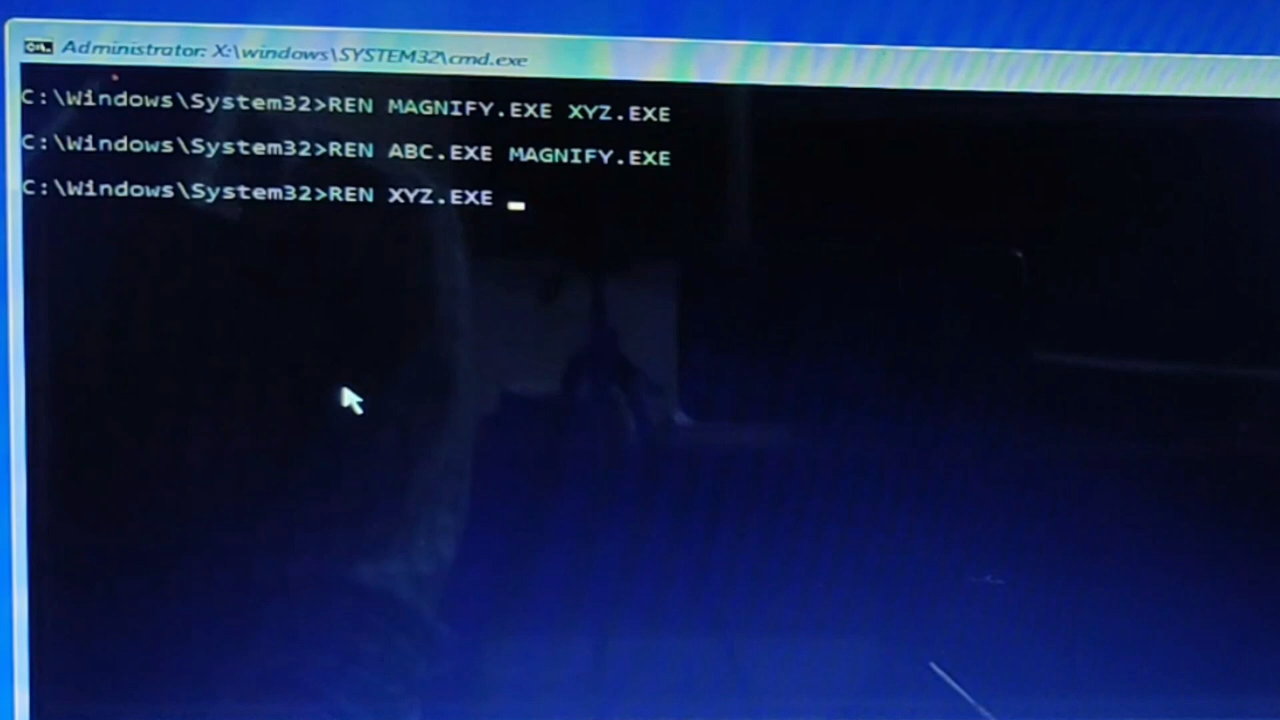 Administrator: X:\windows\SYSTEM32\cmd.exe
C:\Windows\System32>REN MAGNIFY.EXE XYZ.EXE
C:\Windows\System32>REN ABC.EXE MAGNIFY.EXE
C:\Windows\System32>REN XYZ.EXE